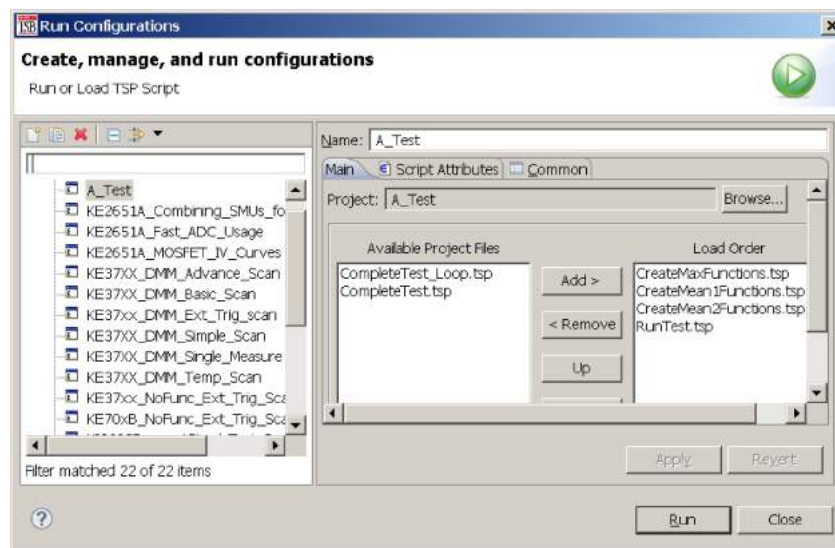 TSB Run Configurations
Create, manage, and run configurations
Run or Load TSP Script
Name: A_Test
Main Script Attributes Common
Project: A_Test Browse...
Available Project Files
CompleteTest_Loop.tsp
CompleteTest.tsp
Add >
< Remove
Up
Load Order
CreateMaxFunctions.tsp
CreateMean1Functions.tsp
CreateMean2Functions.tsp
RunTest.tsp
A_Test
KE2651A_Combining_SMUs_fo
KE2651A_Fast_ADC_Usage
KE2651A_MOSFET_IV_Curves
KE37XX_DMM_Advance_Scan
KE37Xx_DMM_Basic_Scan
KE37xx_DMM_Ext_Trig_scan
KE37XX_DMM_Simple_Scan
KE37XX_DMM_Single_Measure
KE37XX_DMM_Temp_Scan
KE37xx_NoFunc_Ext_Trig_Sca
KE70xB_NoFunc_Ext_Trig_Sca
Filter matched 22 of 22 items
Apply Revert
Run Close